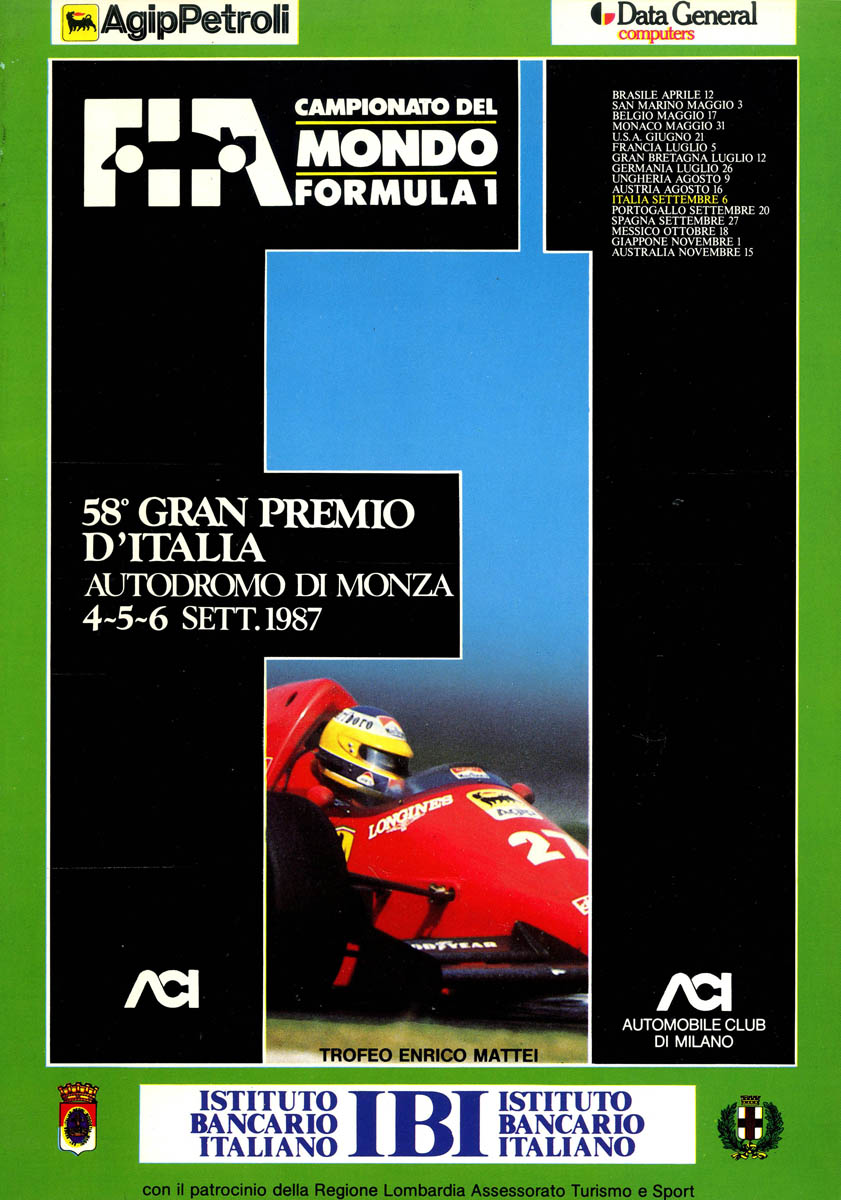 AgipPetroli
Data General
computers
FIA
CAMPIONATO DEL
MONDO
FORMULA 1
BRASILE APRILE 12
SAN MARINO MAGGIO 3
BELGIO MAGGIO 17
MONACO MAGGIO 31
U.S.A. GIUGNO 21
FRANCIA LUGLIO 5
GRAN BRETAGNA LUGLIO 12
GERMANIA LUGLIO 26
UNGHERIA AGOSTO 9
AUSTRIA AGOSTO 16
ITALIA SETTEMBRE 6
PORTOGALLO SETTEMBRE 20
SPAGNA SETTEMBRE 27
MESSICO OTTOBRE 18
GIAPPONE NOVEMBRE 1
AUSTRALIA NOVEMBRE 15
58° GRAN PREMIO
D'ITALIA
AUTODROMO DI MONZA
4~5~6 SETT. 1987
LONGINES
Agip
27
GOODYEAR
ACI
ACI
AUTOMOBILE CLUB
DI MILANO
TROFEO ENRICO MATTEI
ISTITUTO
BANCARIO
ITALIANO
IBI
ISTITUTO
BANCARIO
ITALIANO
con il patrocinio della Regione Lombardia Assessorato Turismo e Sport